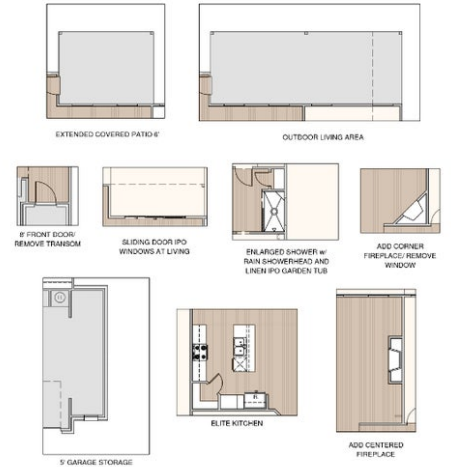 EXTENDED COVERED PATIO-6'
OUTDOOR LIVING AREA
8' FRONT DOOR/
REMOVE TRANSOM
SLIDING DOOR IPO
WINDOWS AT LIVING
ENLARGED SHOWER w/
RAIN SHOWERHEAD AND
LINEN IPO GARDEN TUB
ADD CORNER
FIREPLACE/ REMOVE
WINDOW
5' GARAGE STORAGE
ELITE KITCHEN
ADD CENTERED
FIREPLACE